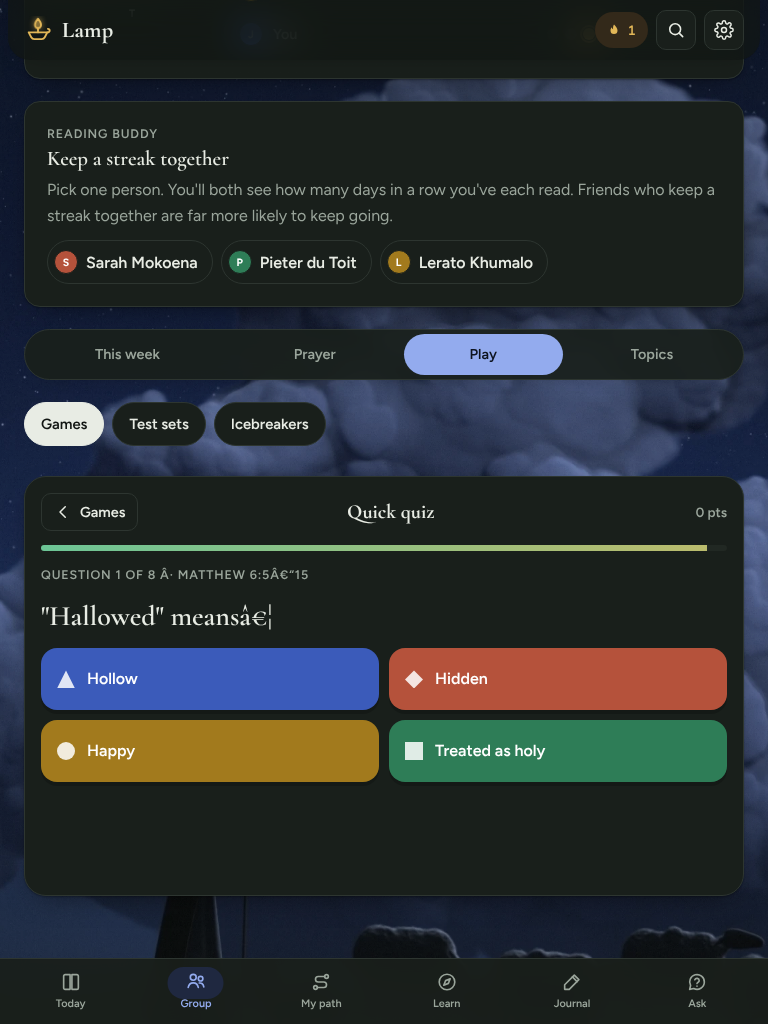 Lamp
You
1
READING BUDDY
Keep a streak together
Pick one person. You'll both see how many days in a row you've each read. Friends who keep a
streak together are far more likely to keep going.
S Sarah Mokoena
P Pieter du Toit
L Lerato Khumalo
This week
Prayer
Play
Topics
Games
Test sets
Icebreakers
Games
Quick quiz
0 pts
QUESTION 1 OF 8 Â· MATTHEW 6:5â€“15
"Hallowed" meansâ€¦
Hollow
Hidden
Happy
Treated as holy
Today
Group
My path
Learn
Journal
Ask